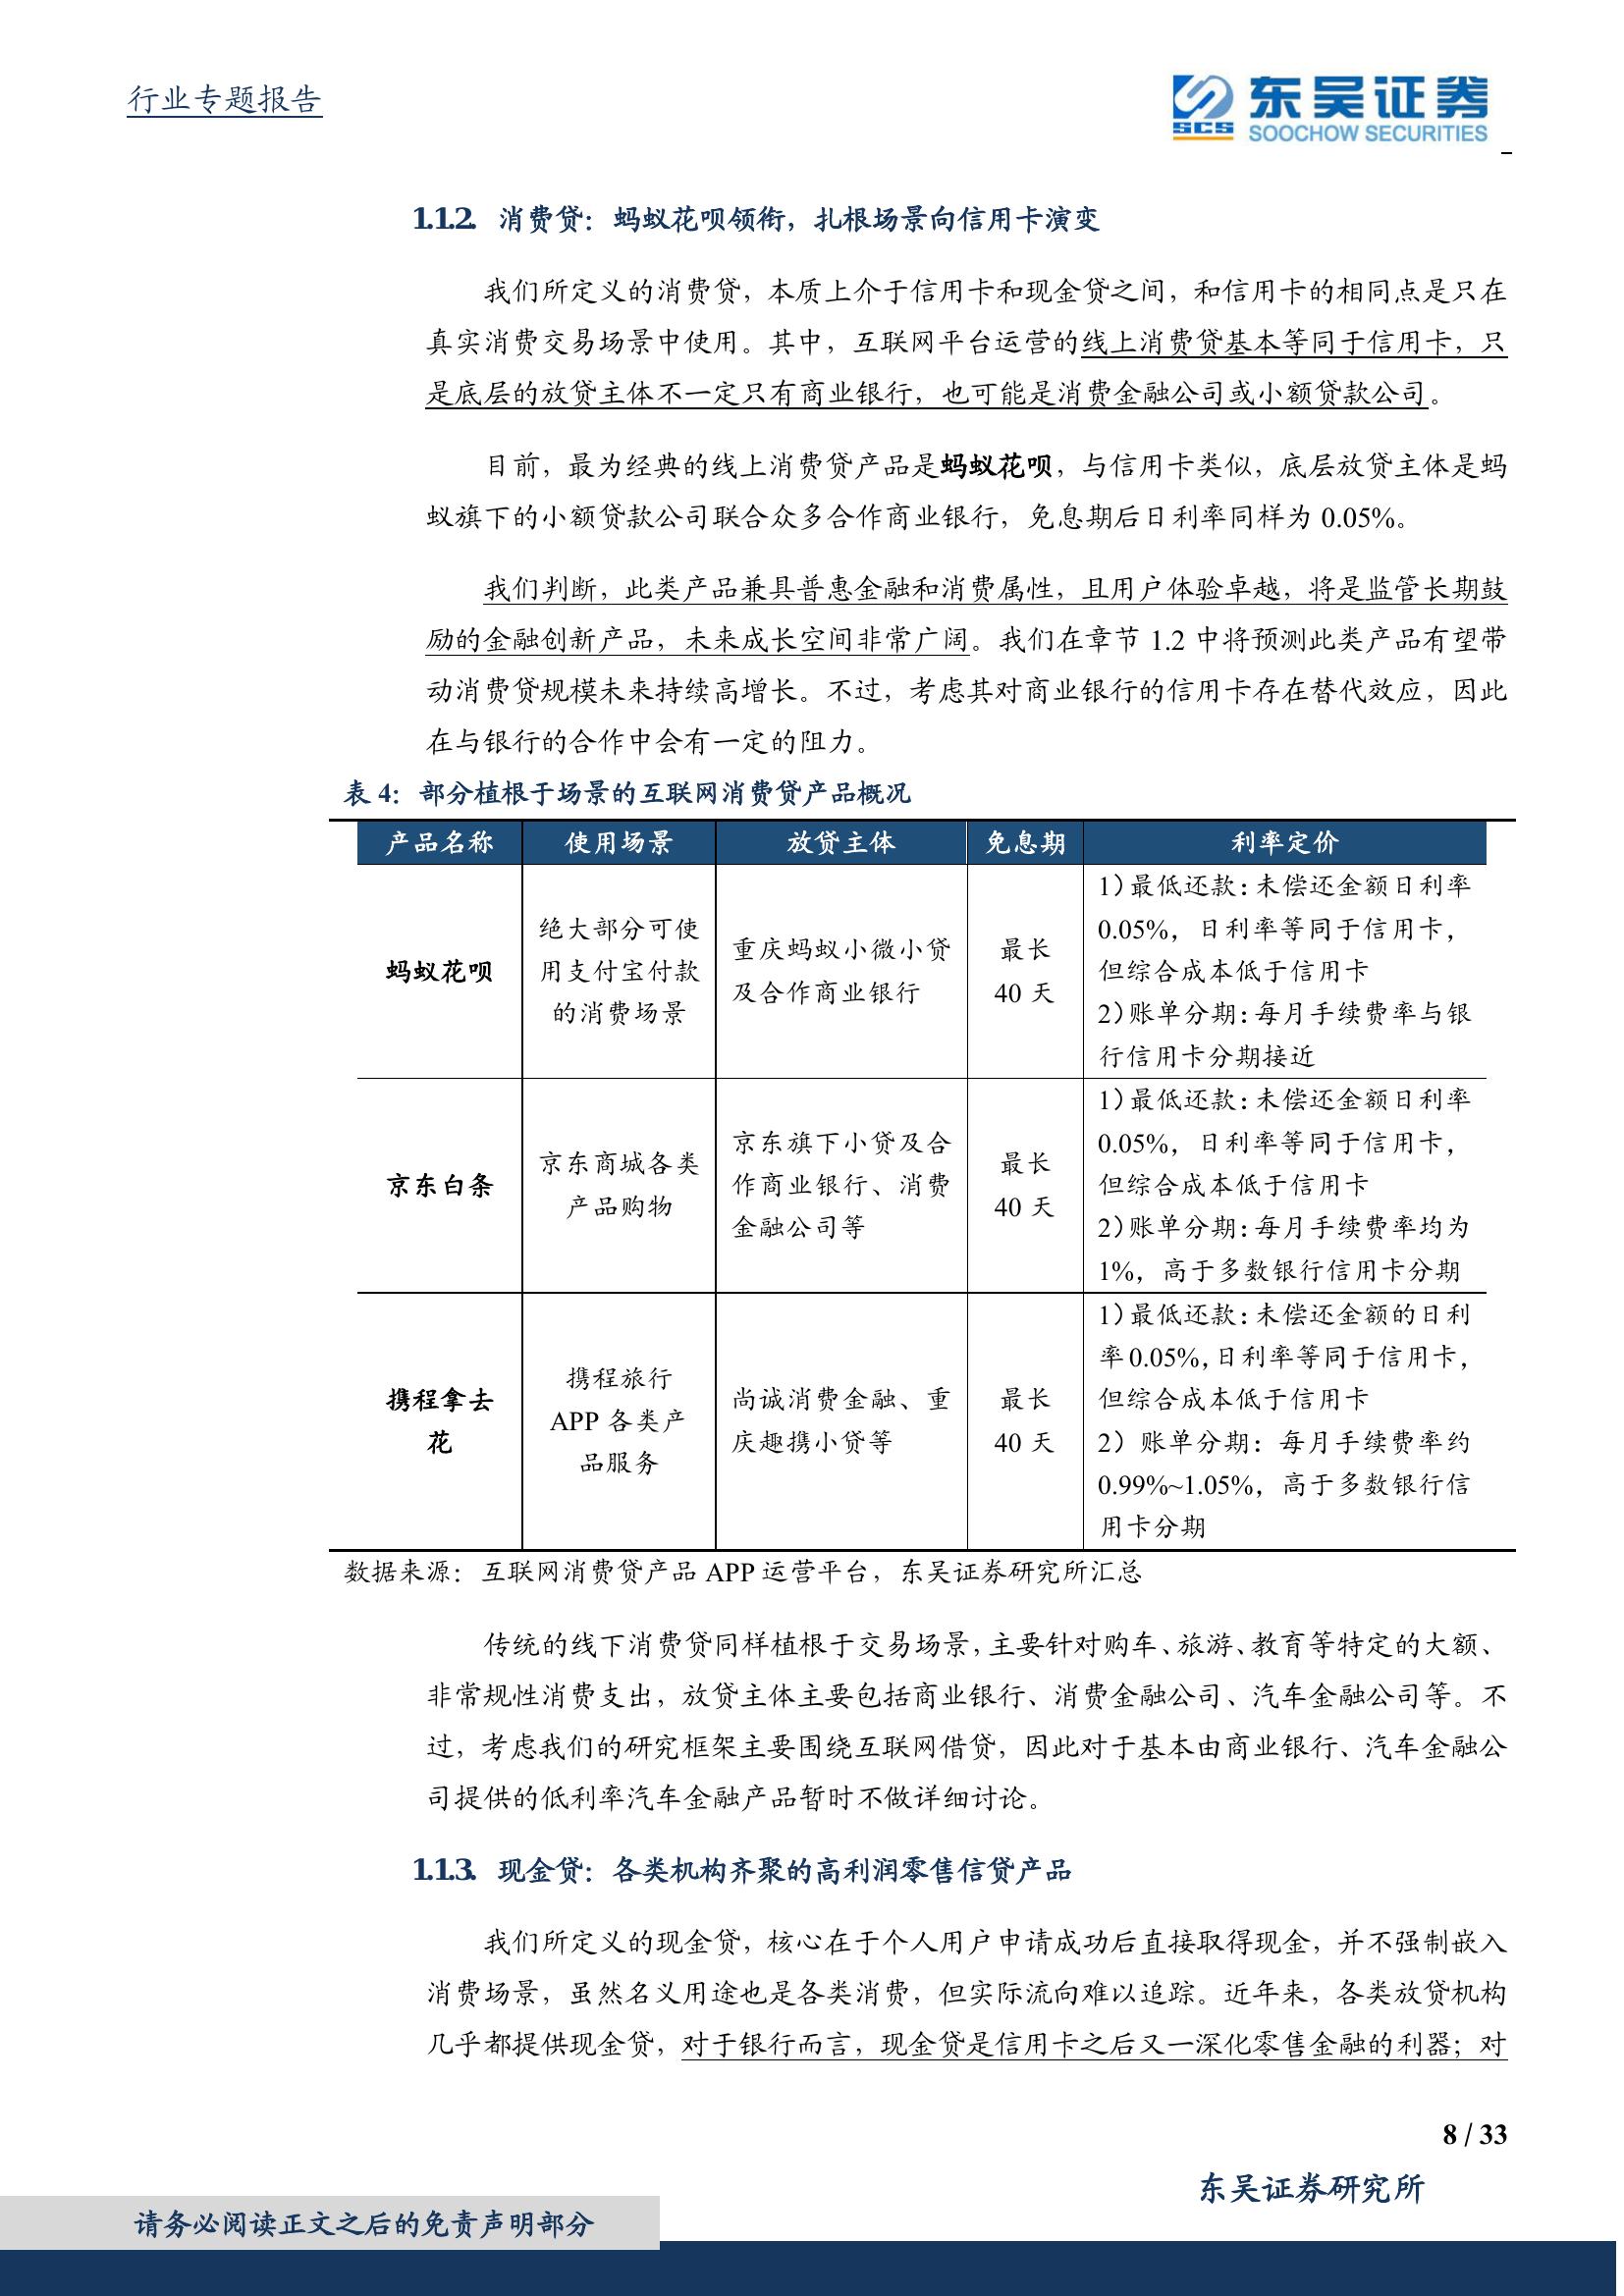 行业专题报告
SCS
东吴证券
SOOCHOW SECURITIES
1.1.2. 消费贷：蚂蚁花呗领衔，扎根场景向信用卡演变
我们所定义的消费贷，本质上介于信用卡和现金贷之间，和信用卡的相同点是只在
真实消费交易场景中使用。其中，互联网平台运营的线上消费贷基本等同于信用卡，只
是底层的放贷主体不一定只有商业银行，也可能是消费金融公司或小额贷款公司。
目前，最为经典的线上消费贷产品是蚂蚁花呗，与信用卡类似，底层放贷主体是蚂
蚁旗下的小额贷款公司联合众多合作商业银行，免息期后日利率同样为 0.05%。
我们判断，此类产品兼具普惠金融和消费属性，且用户体验卓越，将是监管长期鼓
励的金融创新产品，未来成长空间非常广阔。我们在章节 1.2 中将预测此类产品有望带
动消费贷规模未来持续高增长。不过，考虑其对商业银行的信用卡存在替代效应，因此
在与银行的合作中会有一定的阻力。
表 4：部分植根于场景的互联网消费贷产品概况
产品名称 使用场景 放贷主体 免息期 利率定价
蚂蚁花呗
绝大部分可使
用支付宝付款
的消费场景
重庆蚂蚁小微小贷
及合作商业银行
最长
40 天
1）最低还款：未偿还金额日利率
0.05%，日利率等同于信用卡，
但综合成本低于信用卡
2）账单分期：每月手续费率与银
行信用卡分期接近
京东白条
京东商城各类
产品购物
京东旗下小贷及合
作商业银行、消费
金融公司等
最长
40 天
1）最低还款：未偿还金额日利率
0.05%，日利率等同于信用卡，
但综合成本低于信用卡
2）账单分期：每月手续费率均为
1%，高于多数银行信用卡分期
携程拿去
花
携程旅行
APP 各类产
品服务
尚诚消费金融、重
庆趣携小贷等
最长
40 天
1）最低还款：未偿还金额的日利
率 0.05%，日利率等同于信用卡，
但综合成本低于信用卡
2）账单分期：每月手续费率约
0.99%~1.05%，高于多数银行信
用卡分期
数据来源：互联网消费贷产品 APP 运营平台，东吴证券研究所汇总
传统的线下消费贷同样植根于交易场景，主要针对购车、旅游、教育等特定的大额、
非常规性消费支出，放贷主体主要包括商业银行、消费金融公司、汽车金融公司等。不
过，考虑我们的研究框架主要围绕互联网借贷，因此对于基本由商业银行、汽车金融公
司提供的低利率汽车金融产品暂时不做详细讨论。
1.1.3. 现金贷：各类机构齐聚的高利润零售信贷产品
我们所定义的现金贷，核心在于个人用户申请成功后直接取得现金，并不强制嵌入
消费场景，虽然名义用途也是各类消费，但实际流向难以追踪。近年来，各类放贷机构
几乎都提供现金贷，对于银行而言，现金贷是信用卡之后又一深化零售金融的利器；对
8 / 33
东吴证券研究所
请务必阅读正文之后的免责声明部分